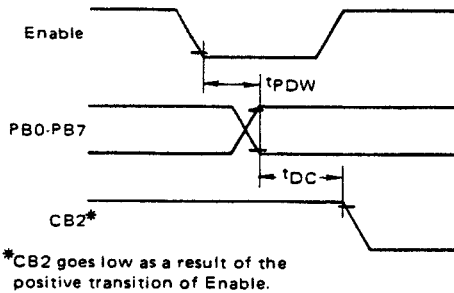 Enable
tPDW
PB0-PB7
tDC
CB2*
*CB2 goes low as a result of the
positive transition of Enable.